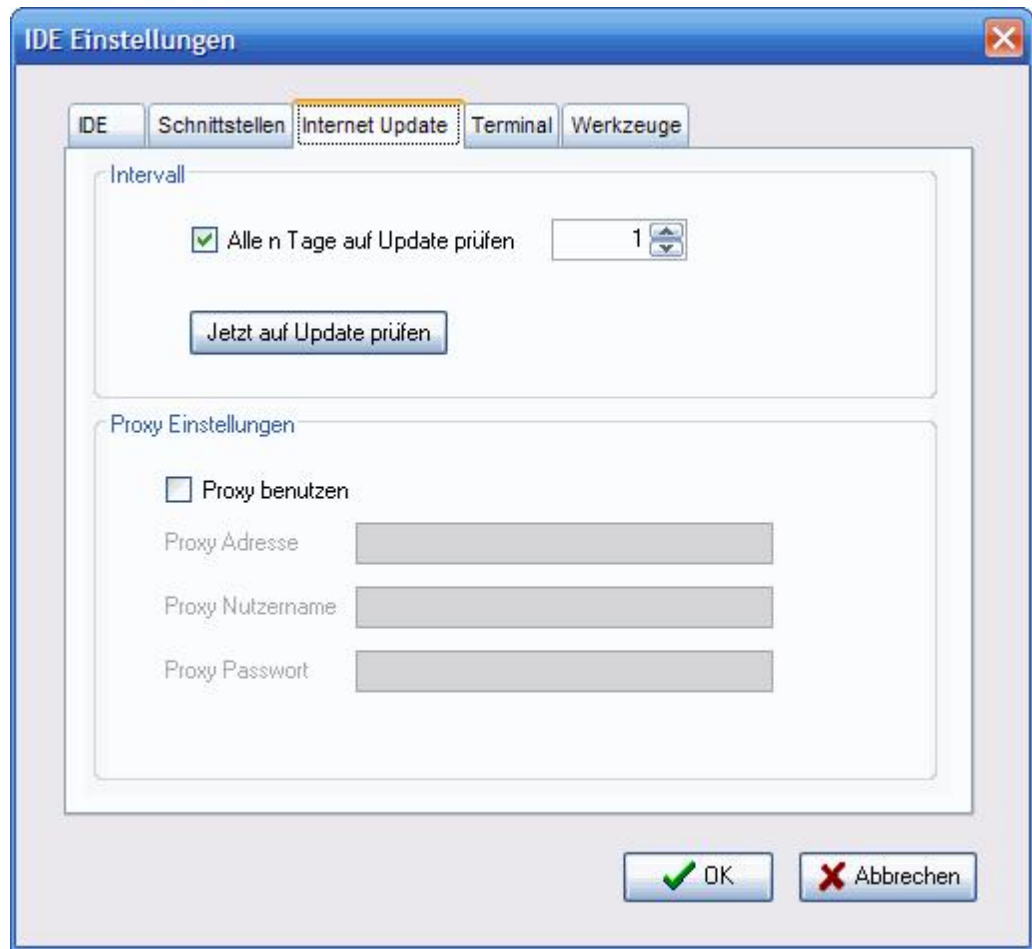 IDE Einstellungen
IDE Schnittstellen Internet Update Terminal Werkzeuge
Intervall
Alle n Tage auf Update prüfen 1
Jetzt auf Update prüfen
Proxy Einstellungen
Proxy benutzen
Proxy Adresse
Proxy Nutzername
Proxy Passwort
OK Abbrechen